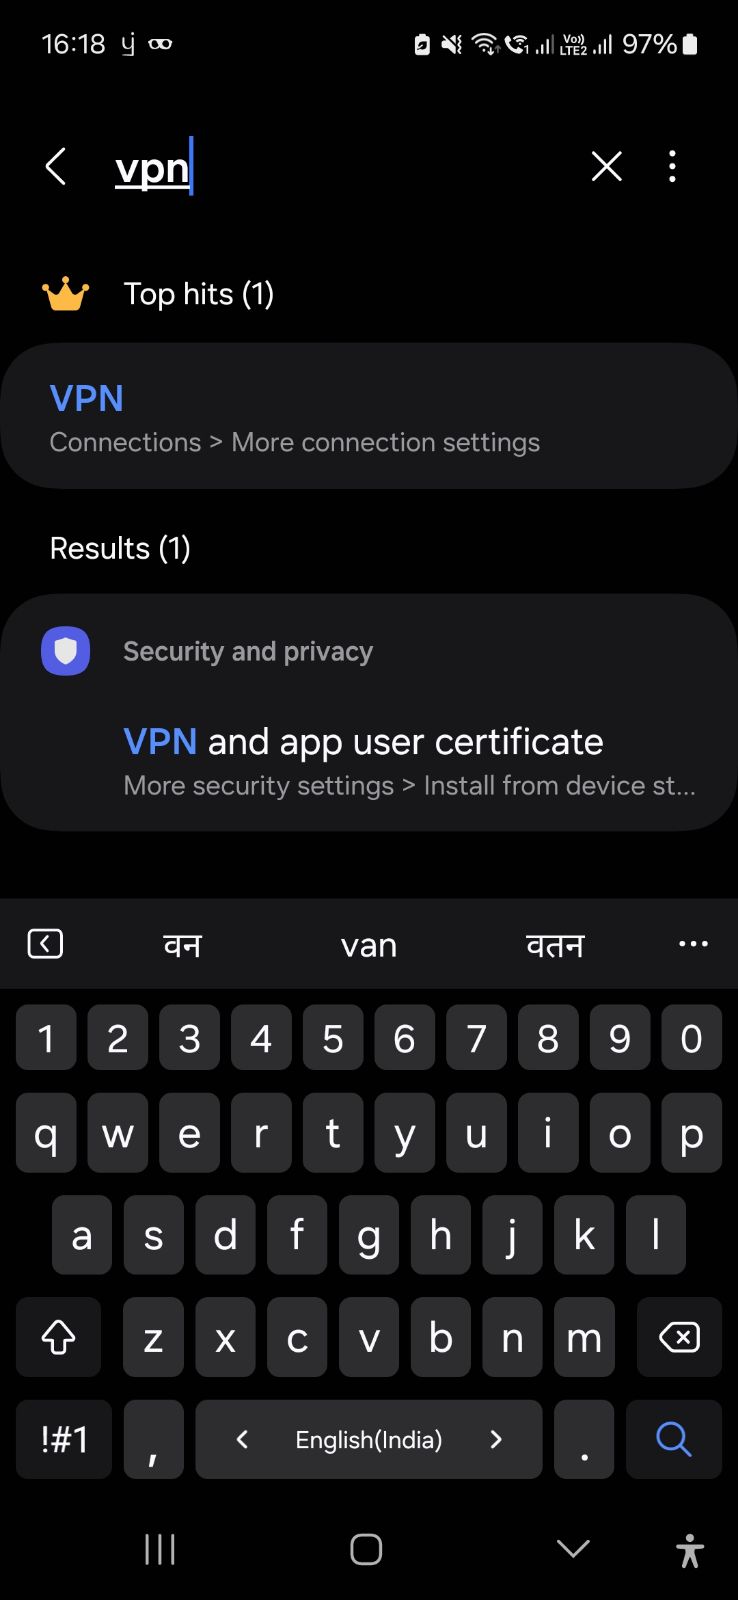 16:18 Vo)) LTE2 97%
vpn
Top hits (1)
VPN
Connections > More connection settings
Results (1)
Security and privacy
VPN and app user certificate
More security settings > Install from device st...
वन van वतन ...
1 2 3 4 5 6 7 8 9 0
q w e r t y u i o p
a s d f g h j k l
z x c v b n m
!#1 , < English(India) > .